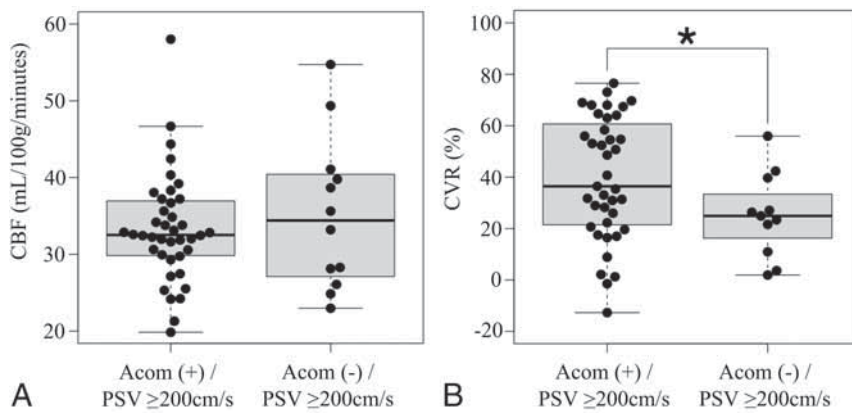 60
50
40
30
20
CBF (mL/100g/minutes)
Acom (+) /
PSV ≥200cm/s
Acom (-) /
PSV ≥200cm/s
A
100
80
60
40
20
0
-20
CVR (%)
*
Acom (+) /
PSV ≥200cm/s
Acom (-) /
PSV ≥200cm/s
B